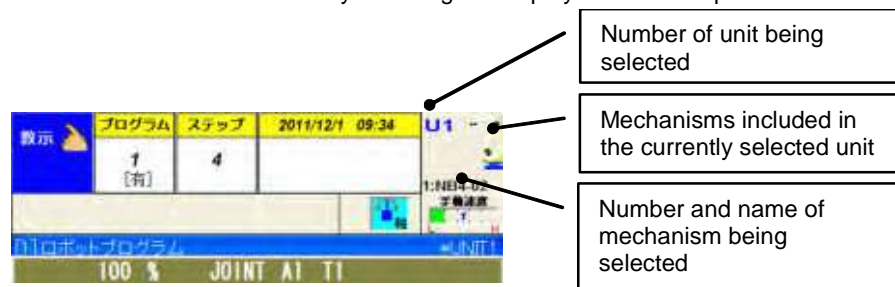 Number of unit being
selected
Mechanisms included in
the currently selected unit
Number and name of
mechanism being
selected
教示
プログラム
ステップ
2011/12/1 09:34
U1
1
4
[有]
手動速度
軸
[1]ロボットプログラム
UNIT1
100 % JOINT A1 T1